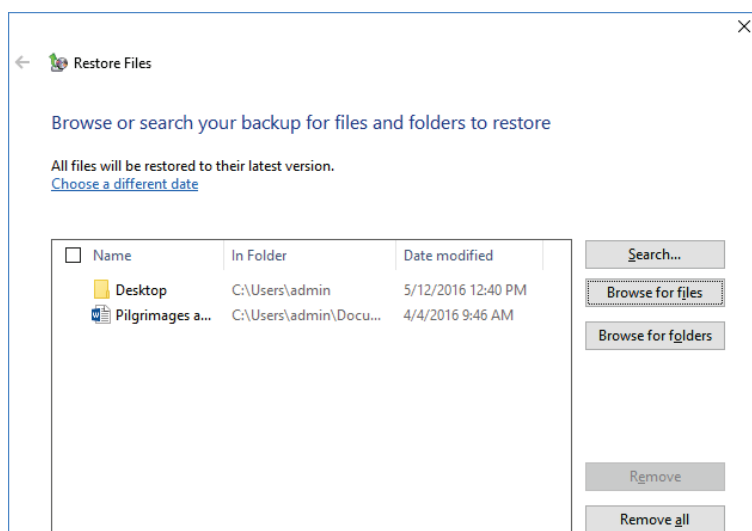 Restore Files
Browse or search your backup for files and folders to restore
All files will be restored to their latest version.
Choose a different date
Name In Folder Date modified
Search...
Desktop C:\Users\admin 5/12/2016 12:40 PM
Browse for files
Pilgrimages a... C:\Users\admin\Docu... 4/4/2016 9:46 AM
Browse for folders
Remove
Remove all